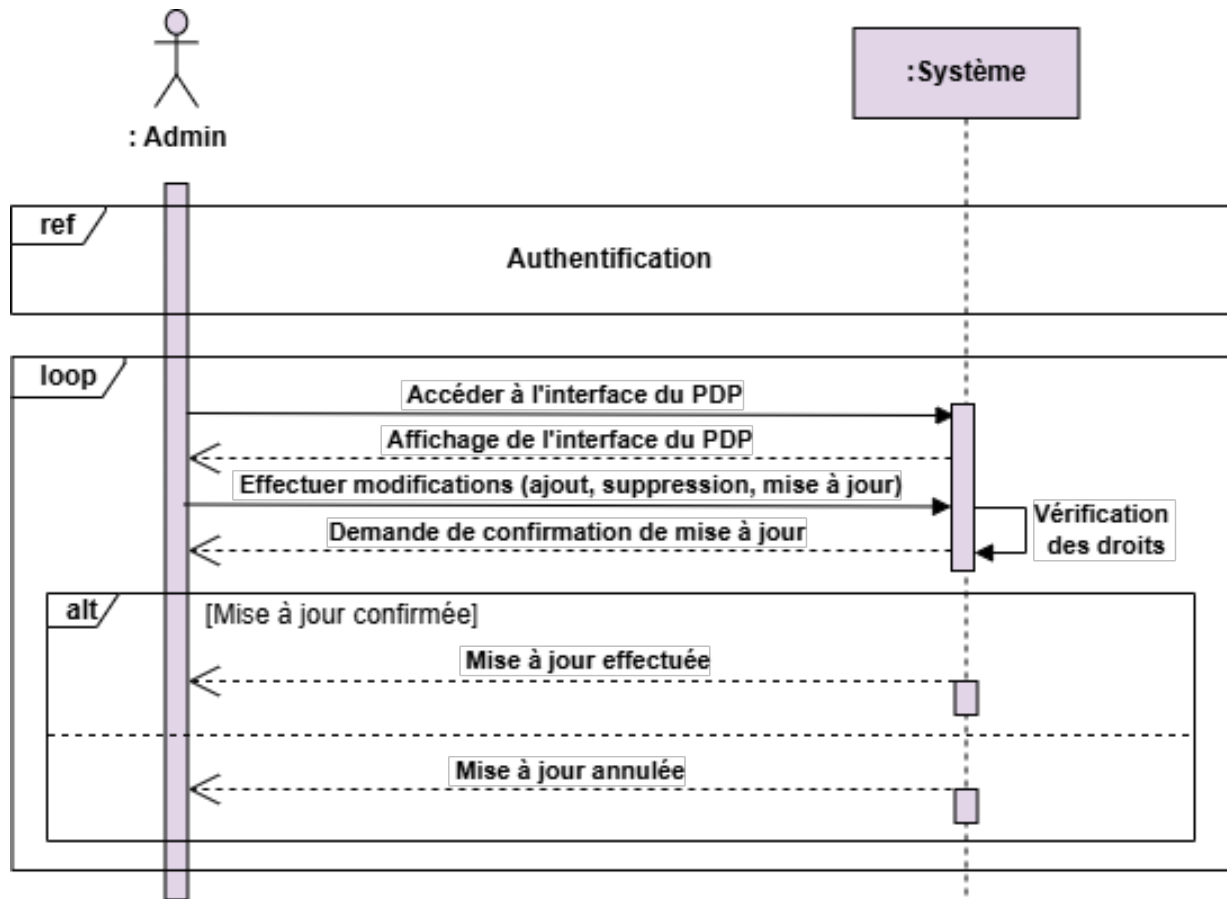 : Admin
:Système
ref
Authentification
loop
Accéder à l'interface du PDP
Affichage de l'interface du PDP
Effectuer modifications (ajout, suppression, mise à jour)
Vérification
des droits
Demande de confirmation de mise à jour
alt
[Mise à jour confirmée]
Mise à jour effectuée
Mise à jour annulée